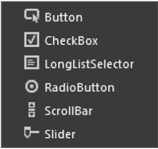 Button
CheckBox
LongListSelector
RadioButton
ScrollBar
Slider